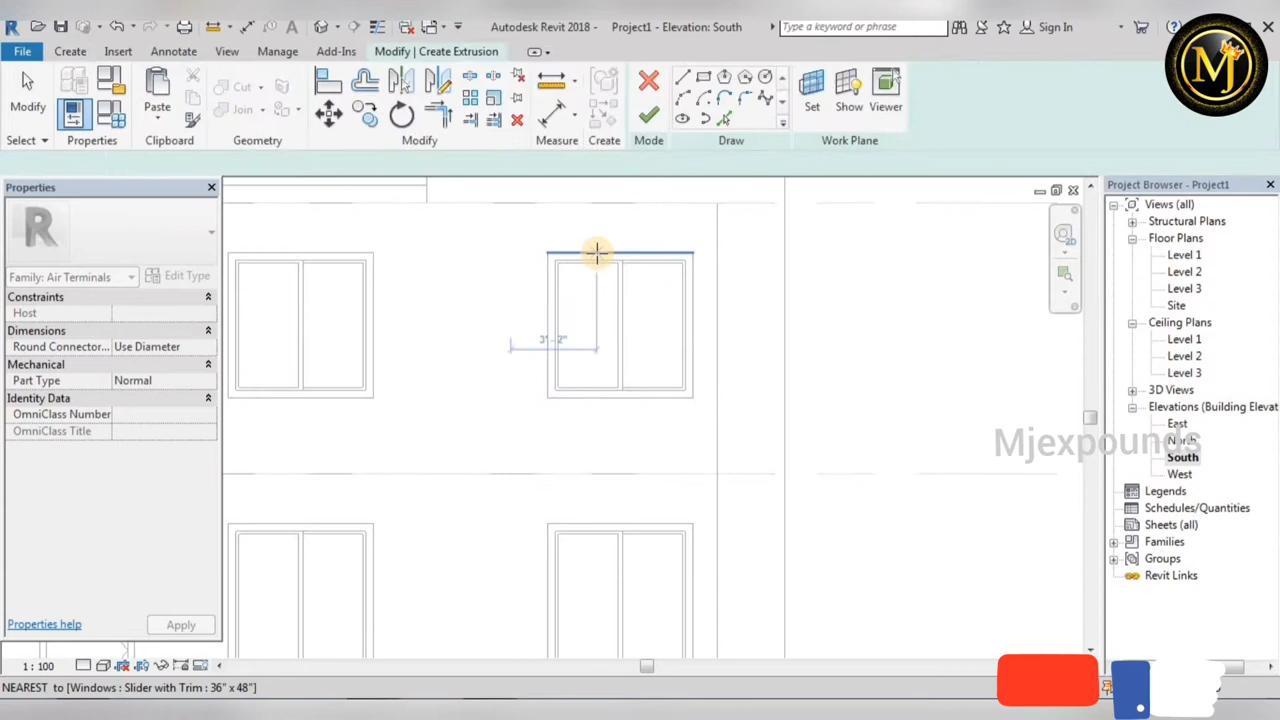 Autodesk Revit 2018 - Project1 - Elevation: South
Type a keyword or phrase
Sign In
MJ
File
Create
Insert
Annotate
View
Manage
Add-Ins
Modify | Create Extrusion
Modify
Paste
Cut
Join
Set
Show
Viewer
Select
Properties
Clipboard
Geometry
Modify
Measure
Create
Mode
Draw
Work Plane
Properties
R
Family: Air Terminals
Edit Type
Constraints
Host
Dimensions
Round Connector... Use Diameter
Mechanical
Part Type Normal
Identity Data
OmniClass Number
OmniClass Title
Properties help
Apply
3' - 2"
2D
Project Browser - Project1
Views (all)
Structural Plans
Floor Plans
Level 1
Level 2
Level 3
Site
Ceiling Plans
Level 1
Level 2
Level 3
3D Views
Elevations (Building Elevat
East
North
South
West
Legends
Schedules/Quantities
Sheets (all)
Families
Groups
Revit Links
Mjexpounds
1 : 100
NEAREST to [Windows : Slider with Trim : 36" x 48"]